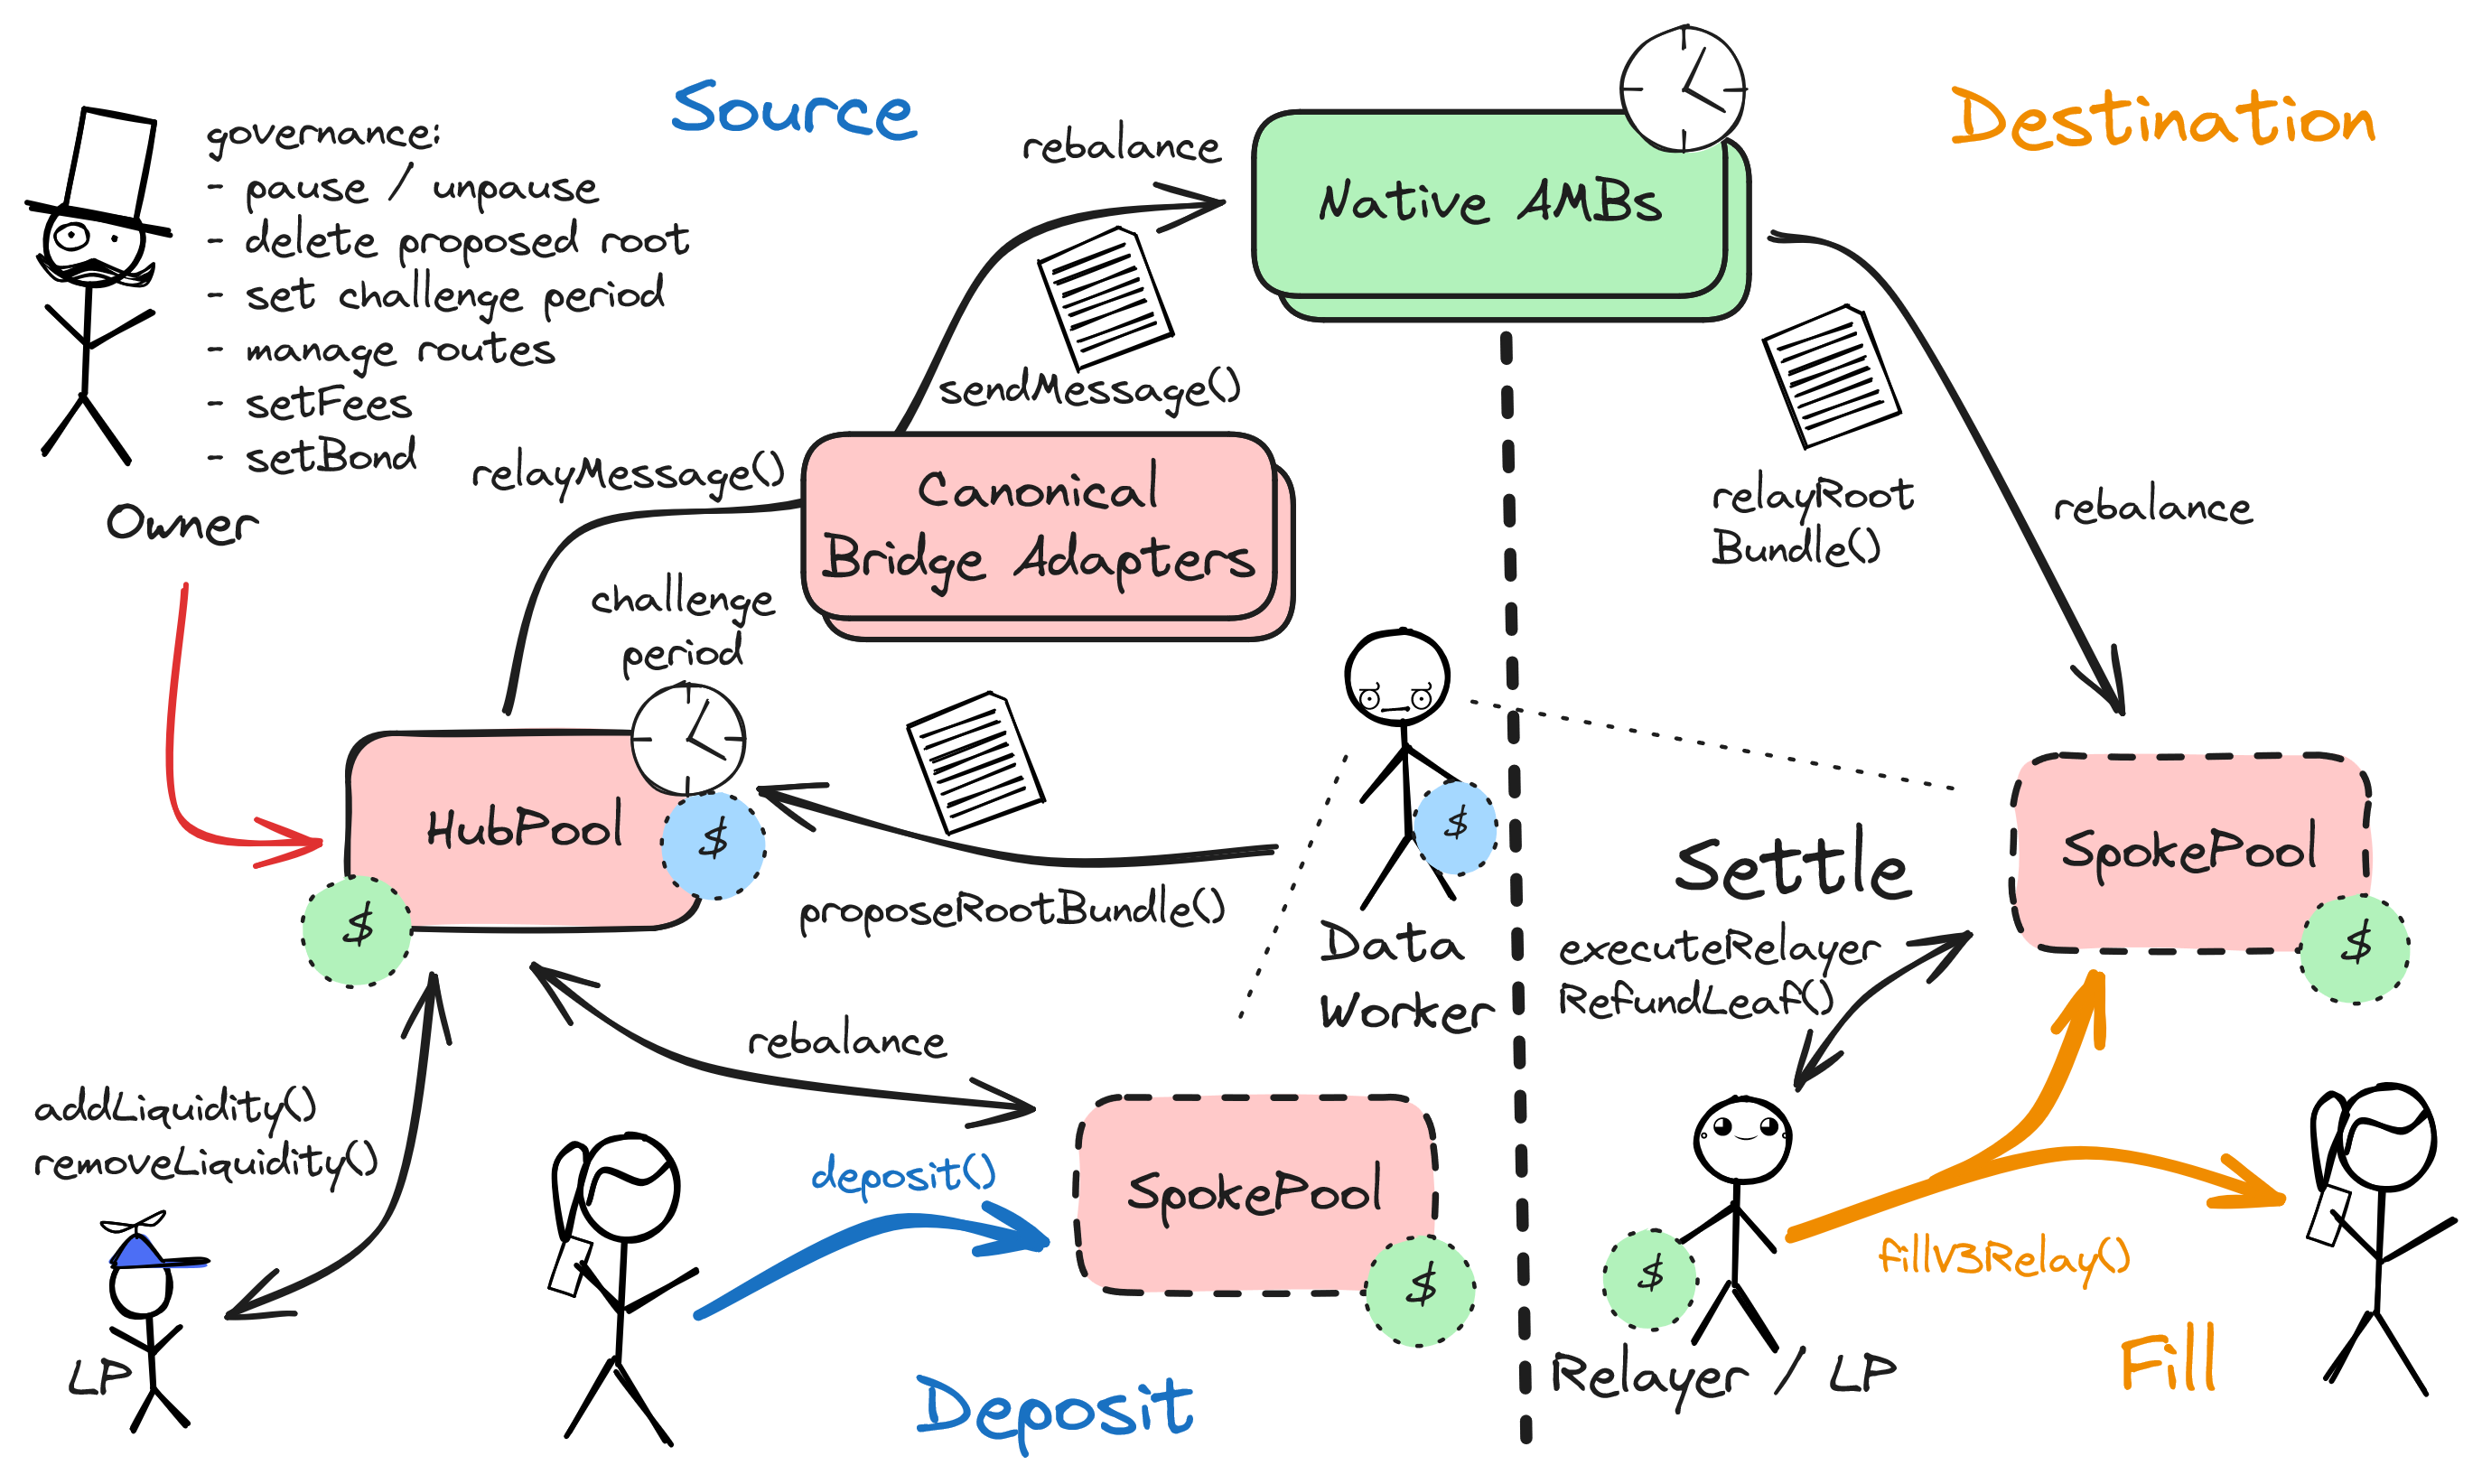 Source
Destination
governance:
- pause / unpause
- delete proposed root
- set challenge period
- manage routes
- setFees
- setBond
Owner
rebalance
Native AMBs
sendMessage()
relayMessage()
Canonical
Bridge Adapters
relayRoot
Bundle()
rebalance
challenge
period
HubPool
$
$
proposeRootBundle()
$
Data
Worker
Settle
SpokePool
$
executeRelayer
RefundLeaf()
rebalance
addLiquidity()
removeLiquidity()
LP
deposit()
SpokePool
$
Deposit
$
Relayer / LP
fillV3Relay()
Fill